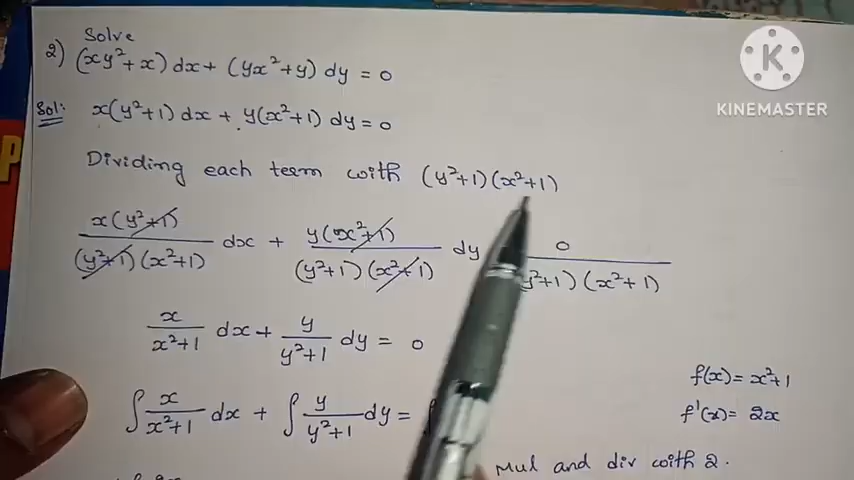 Solve
2) (xy²+x) dx + (yx²+y) dy = 0
Sol: x(y²+1) dx + y(x²+1) dy = 0
Dividing each term with (y²+1)(x²+1)
x(y²+1)/(y²+1)(x²+1) dx + y(x²+1)/(y²+1)(x²+1) dy 0/(y²+1)(x²+1)
x/x²+1 dx + y/y²+1 dy = 0
f(x) = x²+1
∫ x/x²+1 dx + ∫ y/y²+1 dy = ∫
f'(x) = 2x
Mul and div with 2.
K
KINEMASTER
P